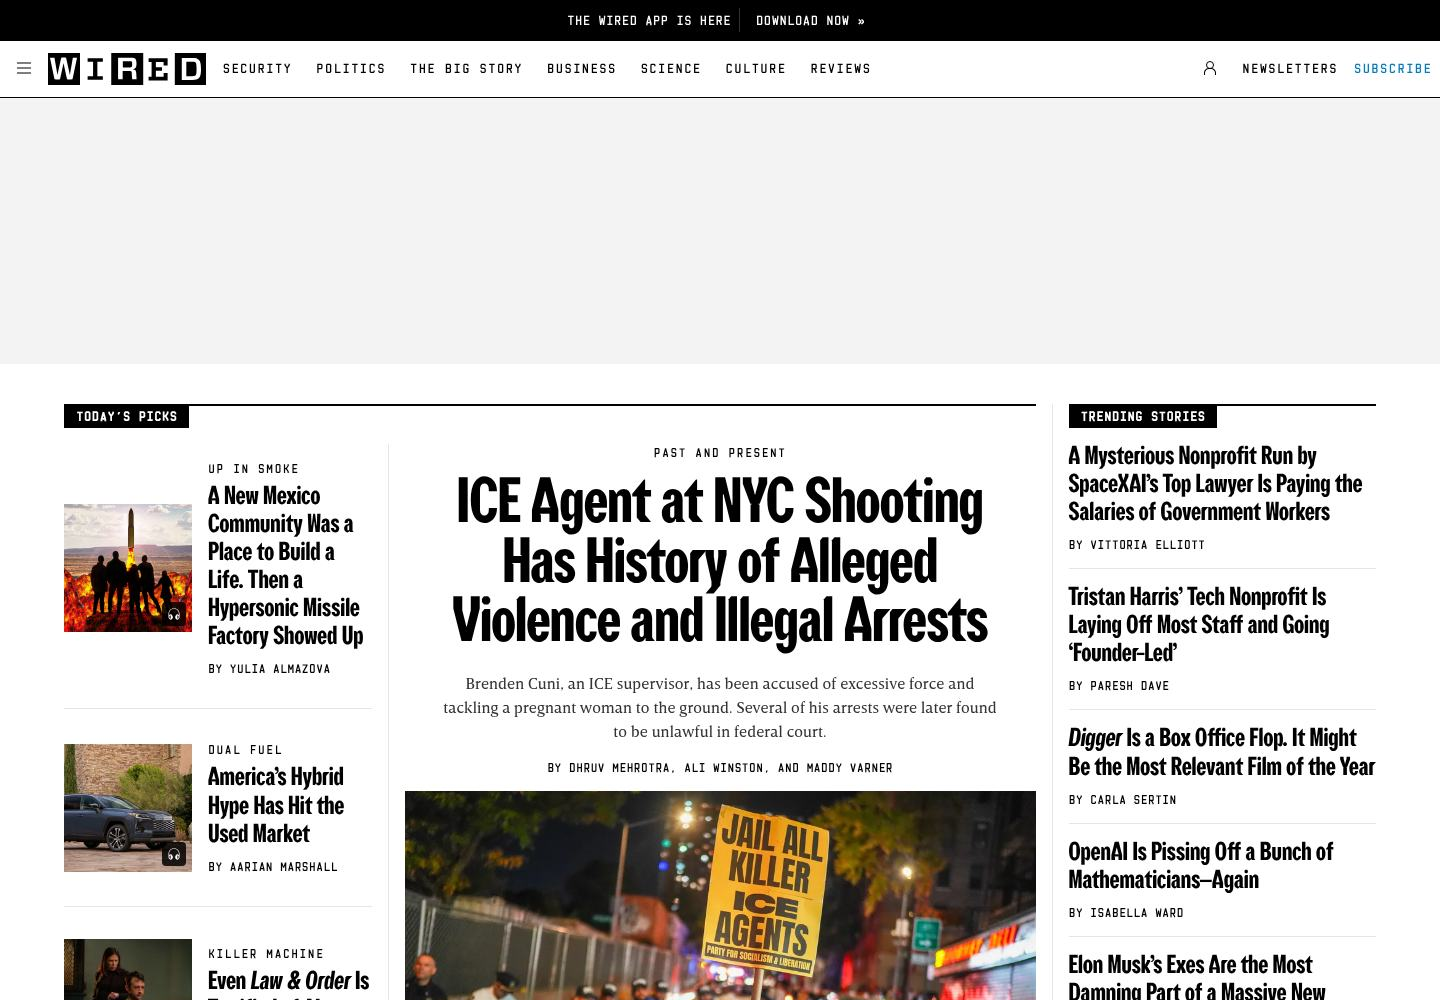 THE WIRED APP IS HERE
DOWNLOAD NOW »
WIRED
SECURITY
POLITICS
THE BIG STORY
BUSINESS
SCIENCE
CULTURE
REVIEWS
NEWSLETTERS
SUBSCRIBE
TODAY'S PICKS
UP IN SMOKE
A New Mexico
Community Was a
Place to Build a
Life. Then a
Hypersonic Missile
Factory Showed Up
BY YULIA ALMAZOVA
DUAL FUEL
America's Hybrid
Hype Has Hit the
Used Market
BY AARIAN MARSHALL
KILLER MACHINE
Even Law & Order Is
PAST AND PRESENT
ICE Agent at NYC Shooting
Has History of Alleged
Violence and Illegal Arrests
Brenden Cuni, an ICE supervisor, has been accused of excessive force and
tackling a pregnant woman to the ground. Several of his arrests were later found
to be unlawful in federal court.
BY DHRUV MEHROTRA, ALI WINSTON, AND MADDY VARNER
JAIL ALL
KILLER
ICE
AGENTS
PARTY FOR SOCIALISM & LIBERATION
TRENDING STORIES
A Mysterious Nonprofit Run by
SpaceXAI's Top Lawyer Is Paying the
Salaries of Government Workers
BY VITTORIA ELLIOTT
Tristan Harris' Tech Nonprofit Is
Laying Off Most Staff and Going
'Founder-Led'
BY PARESH DAVE
Digger Is a Box Office Flop. It Might
Be the Most Relevant Film of the Year
BY CARLA SERTIN
OpenAI Is Pissing Off a Bunch of
Mathematicians—Again
BY ISABELLA WARD
Elon Musk's Exes Are the Most
Damning Part of a Massive New